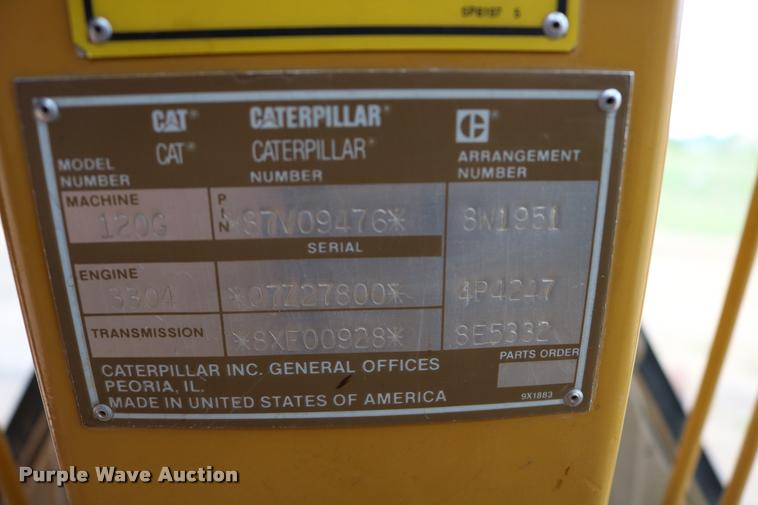 5P8187 5
CAT® CATERPILLAR® C®
CAT® CATERPILLAR®
MODEL NUMBER NUMBER ARRANGEMENT NUMBER
MACHINE PIN
120G *87V09476* 8W1951
SERIAL
ENGINE
3304 *07Z27800* 4P4247
TRANSMISSION *8XF00928* 8E5332
PARTS ORDER
CATERPILLAR INC. GENERAL OFFICES
PEORIA, IL.
MADE IN UNITED STATES OF AMERICA 9X1883
Purple Wave Auction